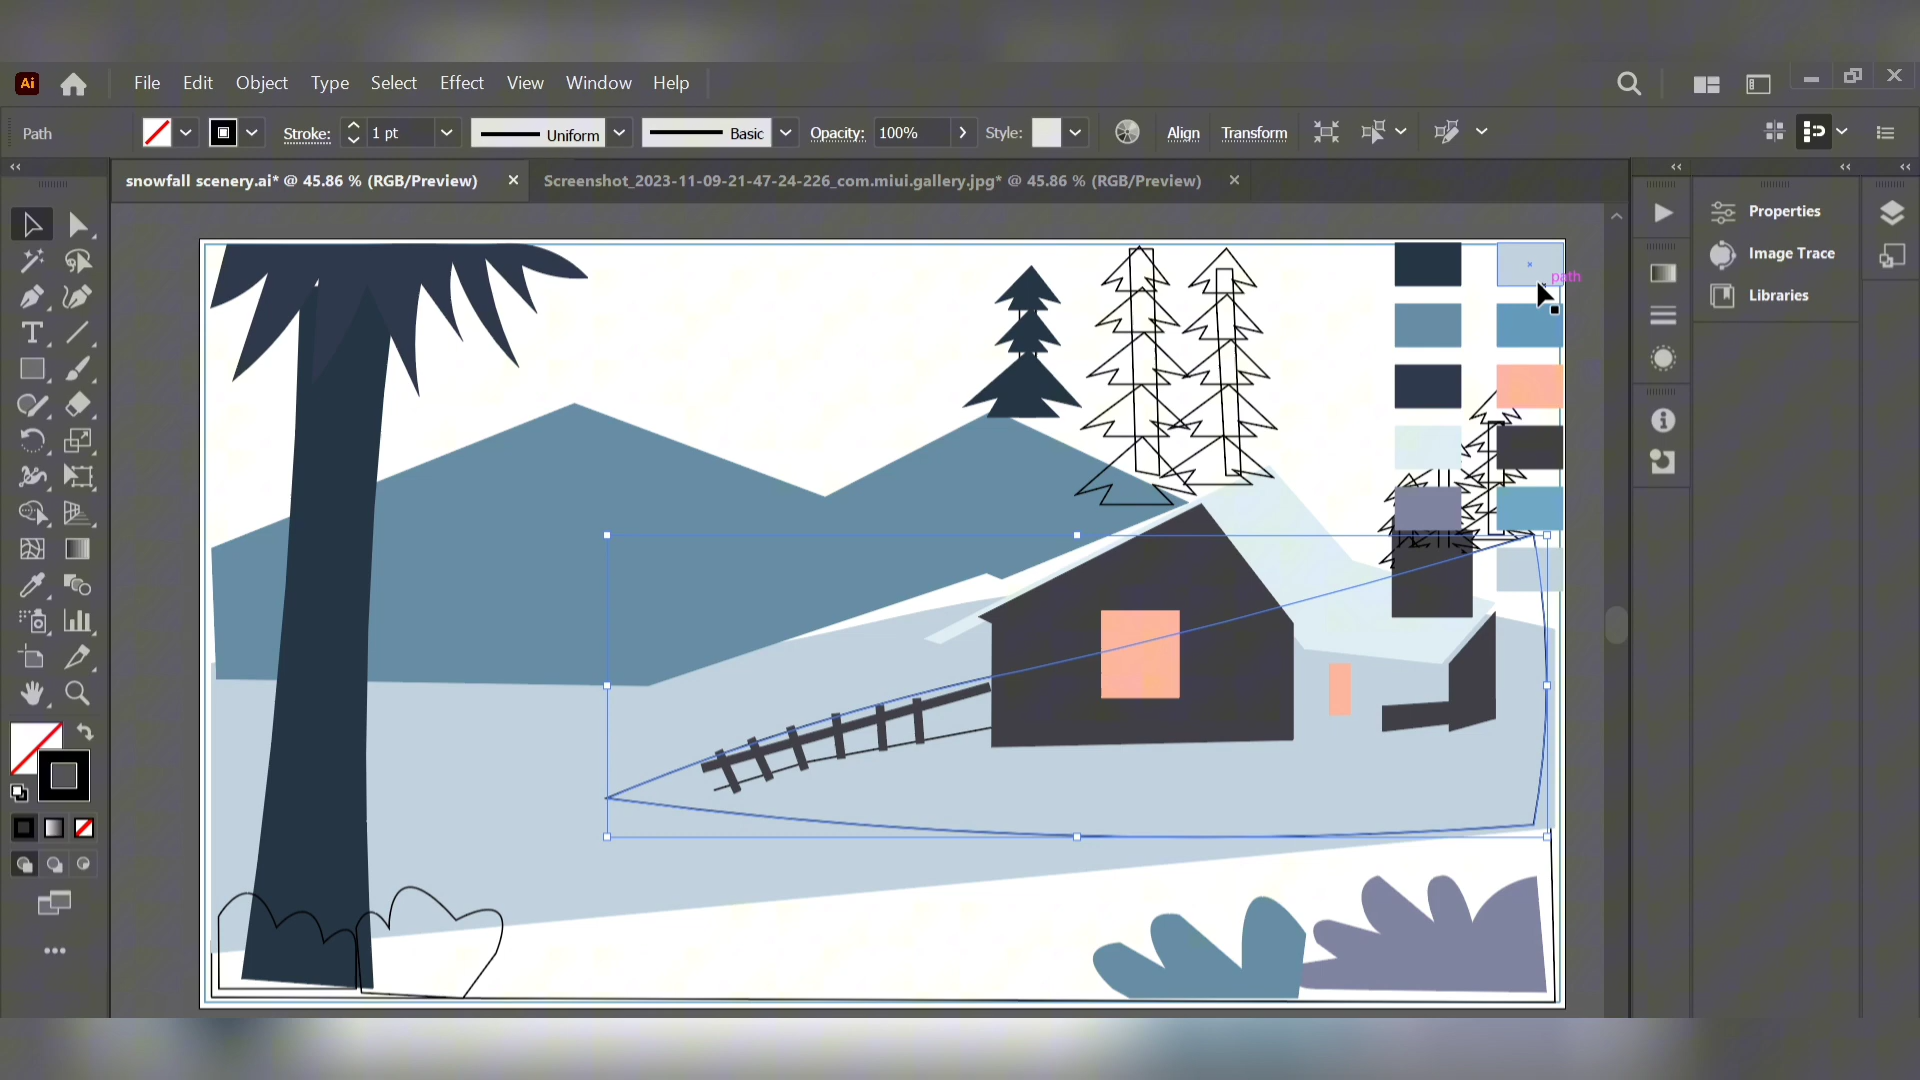 Ai File Edit Object Type Select Effect View Window Help
Path Stroke: 1 pt Uniform Basic Opacity: 100% Style: Align Transform
snowfall scenery.ai* @ 45.86 % (RGB/Preview) Screenshot_2023-11-09-21-47-24-226_com.miui.gallery.jpg* @ 45.86 % (RGB/Preview)
Properties
Image Trace
Libraries
path